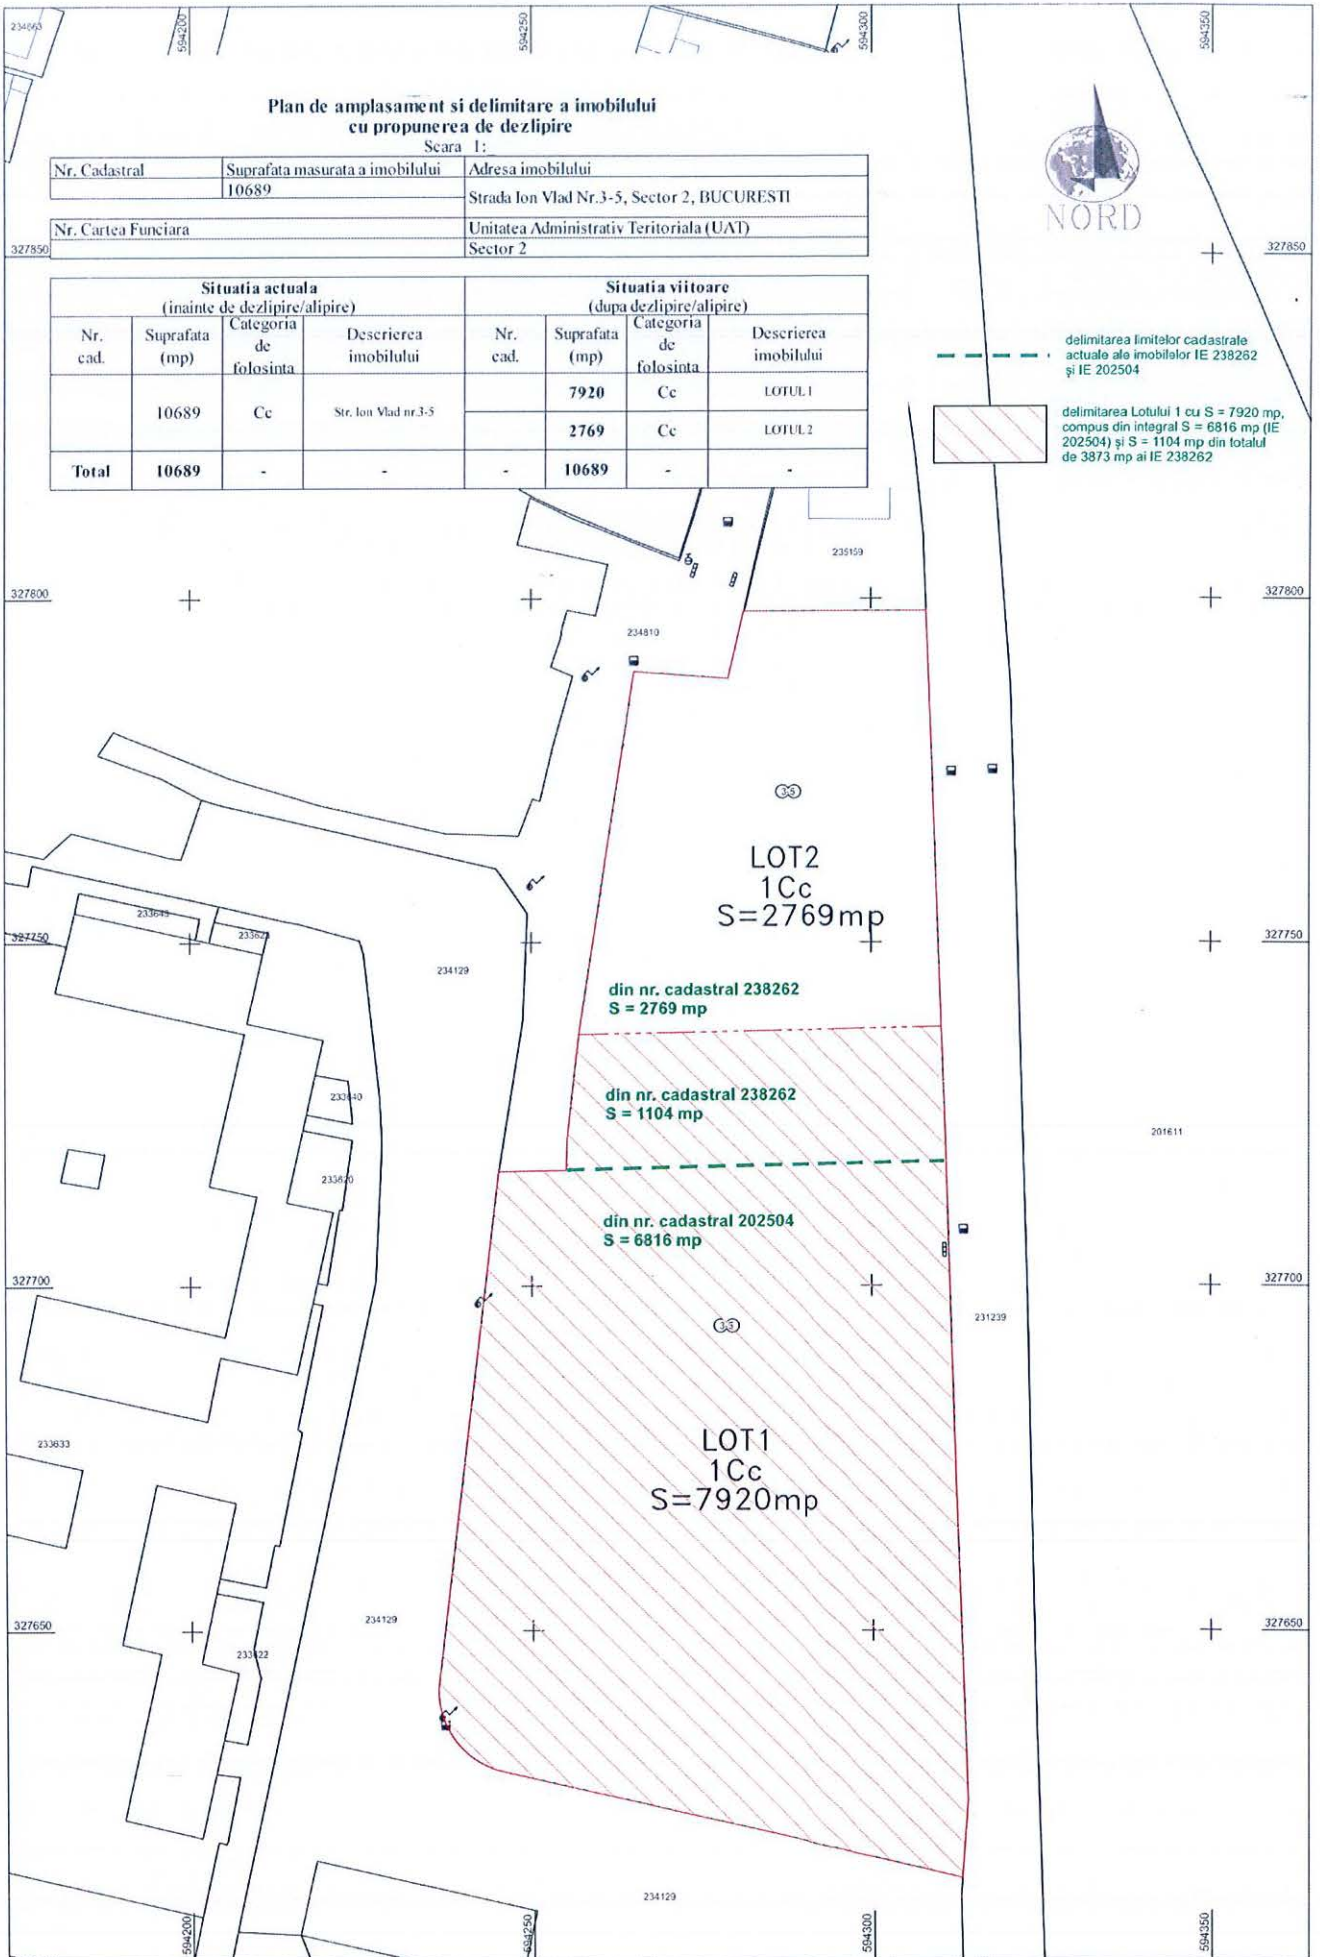 234663
594200
594250
594300
594350
Plan de amplasament si delimitare a imobilului
cu propunerea de dezlipire
Scara 1:
Nr. Cadastral
Suprafata masurata a imobilului
Adresa imobilului
10689
Strada Ion Vlad Nr.3-5, Sector 2, BUCURESTI
Nr. Cartea Funciara
Unitatea Administrativ Teritoriala (UAT)
Sector 2
NORD
327850
327850
Situatia actuala
(inainte de dezlipire/alipire)
Situatia viitoare
(dupa dezlipire/alipire)
Nr.
cad.
Suprafata
(mp)
Categoria
de
folosinta
Descrierea
imobilului
Nr.
cad.
Suprafata
(mp)
Categoria
de
folosinta
Descrierea
imobilului
10689
Cc
Str. Ion Vlad nr.3-5
7920
Cc
LOTUL 1
2769
Cc
LOTUL 2
Total
10689
-
-
-
10689
-
-
delimitarea limitelor cadastrale
actuale ale imobilelor IE 238262
și IE 202504
delimitarea Lotului 1 cu S = 7920 mp,
compus din integral S = 6816 mp (IE
202504) și S = 1104 mp din totalul
de 3873 mp ai IE 238262
235159
327800
327800
234810
35
LOT2
1Cc
S=2769mp
233643
327750
327750
234129
din nr. cadastral 238262
S = 2769 mp
din nr. cadastral 238262
S = 1104 mp
233640
201611
233620
din nr. cadastral 202504
S = 6816 mp
327700
327700
231239
LOT1
1Cc
S=7920mp
233633
234129
327650
327650
233622
234129
594200
594250
594300
594350